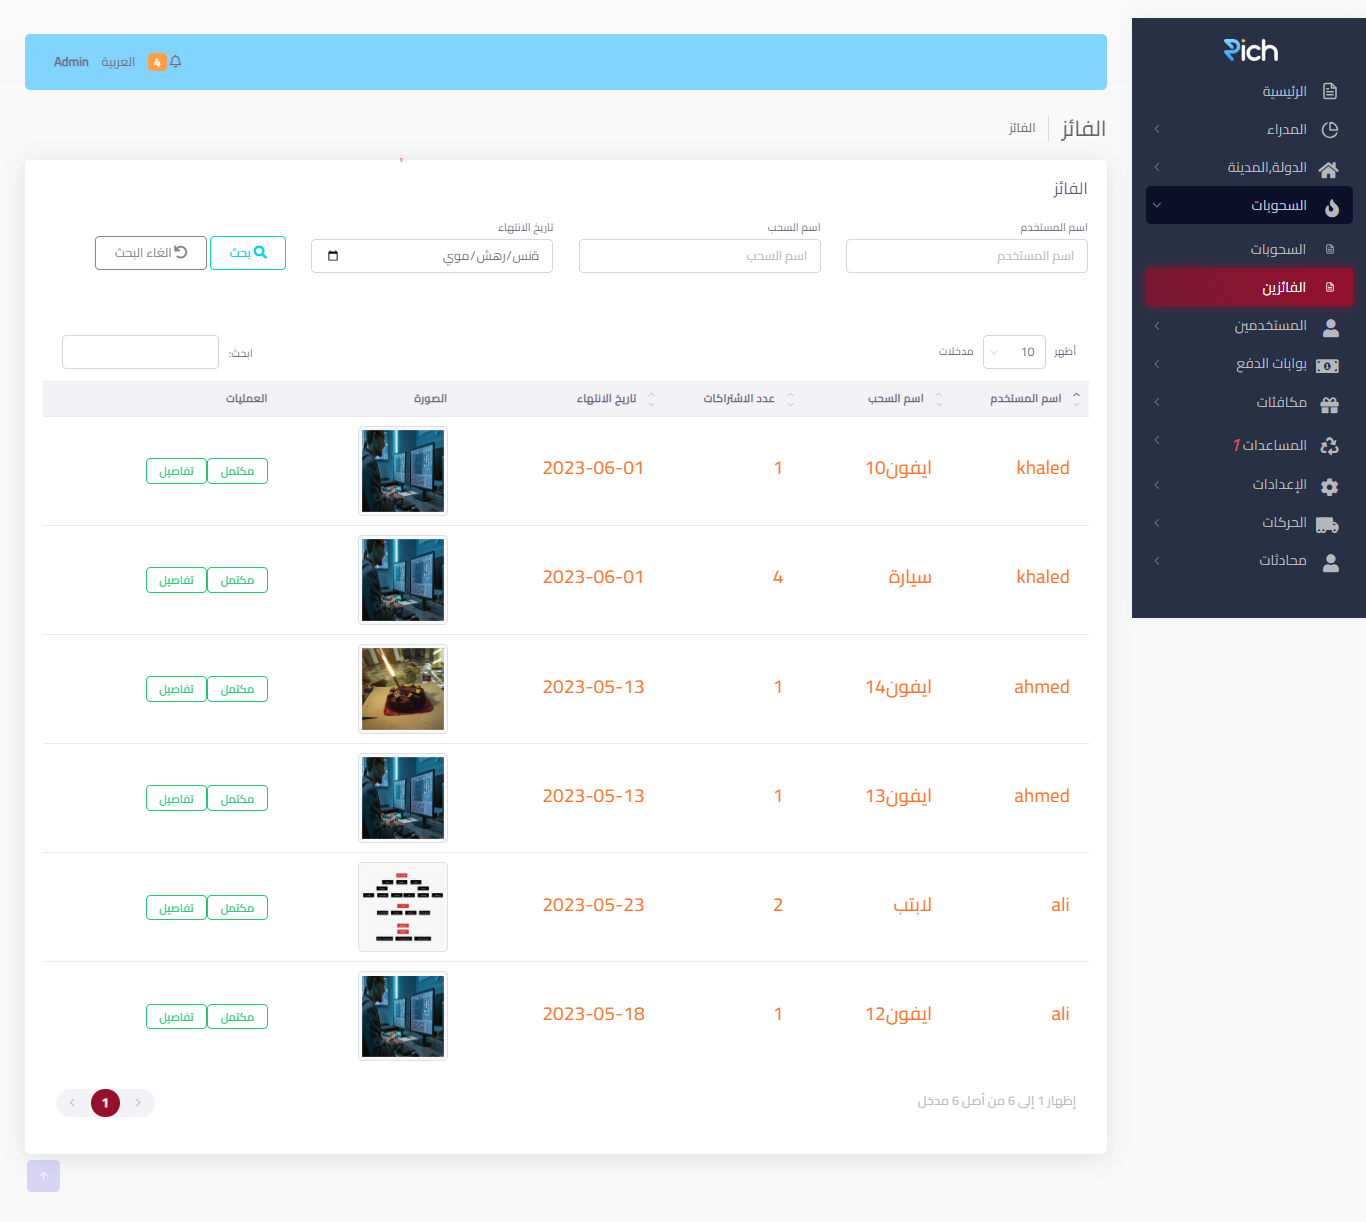 Rich
الرئيسية
المدراء
الدولة,المدينة
السحوبات
السحوبات
الفائزين
المستخدمين
بوابات الدفع
مكافئات
المساعدات 1
الإعدادات
الحركات
محادثات
4 العربية Admin
الفائز الفائز
الفائز
اسم المستخدم اسم السحب تاريخ الانتهاء
اسم المستخدم اسم السحب ةنس/رهش/موي بحث الغاء البحث
أظهر 10 مدخلات ابحث:
اسم المستخدم اسم السحب عدد الاشتراكات تاريخ الانتهاء الصورة العمليات
khaled ايفون10 1 2023-06-01 مكتمل تفاصيل
khaled سيارة 4 2023-06-01 مكتمل تفاصيل
ahmed ايفون14 1 2023-05-13 مكتمل تفاصيل
ahmed ايفون13 1 2023-05-13 مكتمل تفاصيل
ali لابتب 2 2023-05-23 مكتمل تفاصيل
ali ايفون12 1 2023-05-18 مكتمل تفاصيل
إظهار 1 إلى 6 من أصل 6 مدخل
1